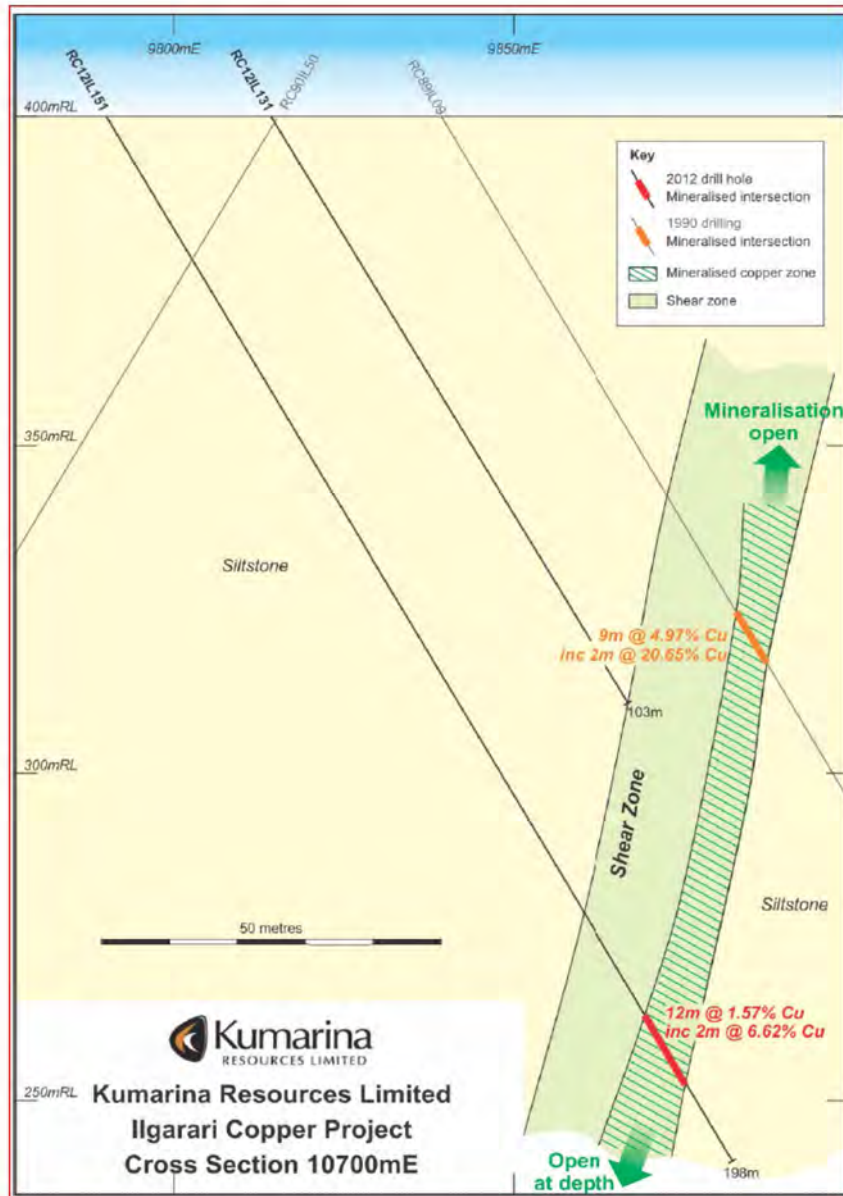 9800mE
9850mE
RC12IL151
RC12IL131
RC90IL50
RC89IL09
400mRL
Key
2012 drill hole
Mineralised intersection
1990 drilling
Mineralised intersection
Mineralised copper zone
Shear zone
Mineralisation
open
350mRL
Siltstone
9m @ 4.97% Cu
inc 2m @ 20.65% Cu
103m
300mRL
Shear Zone
Siltstone
50 metres
12m @ 1.57% Cu
inc 2m @ 6.62% Cu
Kumarina
RESOURCES LIMITED
250mRL
Kumarina Resources Limited
Ilgarari Copper Project
Cross Section 10700mE
Open
at depth
198m